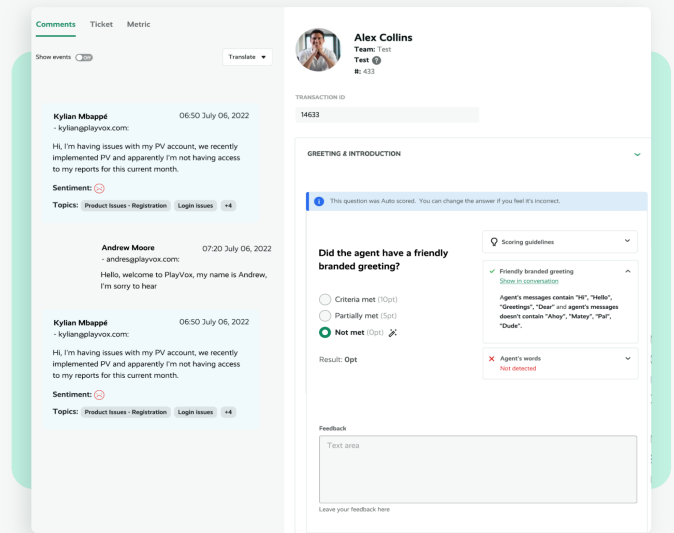 Comments Ticket Metric
Show events Off
Translate
Kylian Mbappé 06:50 July 06, 2022
- kylian@playvox.com:
Hi, I'm having issues with my PV account, we recently
implemented PV and apparently I'm not having access
to my reports for this current month.
Sentiment:
Topics: Product Issues - Registration Login issues +4
Andrew Moore 07:20 July 06, 2022
- andres@playvox.com:
Hello, welcome to PlayVox, my name is Andrew,
I'm sorry to hear
Kylian Mbappé 06:50 July 06, 2022
- kylian@playvox.com:
Hi, I'm having issues with my PV account, we recently
implemented PV and apparently I'm not having access
to my reports for this current month.
Sentiment:
Topics: Product Issues - Registration Login issues +4
Alex Collins
Team: Test
Test ?
#: 433
TRANSACTION ID
14633
GREETING & INTRODUCTION
i This question was Auto scored. You can change the answer if you feel it's incorrect.
Did the agent have a friendly
branded greeting?
Criteria met (10pt)
Partially met (5pt)
Not met (0pt)
Result: 0pt
Scoring guidelines
Friendly branded greeting
Show in conversation
Agent's messages contain "Hi", "Hello",
"Greetings", "Dear" and agent's messages
doesn't contain "Ahoy", "Matey", "Pal",
"Dude".
Agent's words
Not detected
Feedback
Text area
Leave your feedback here